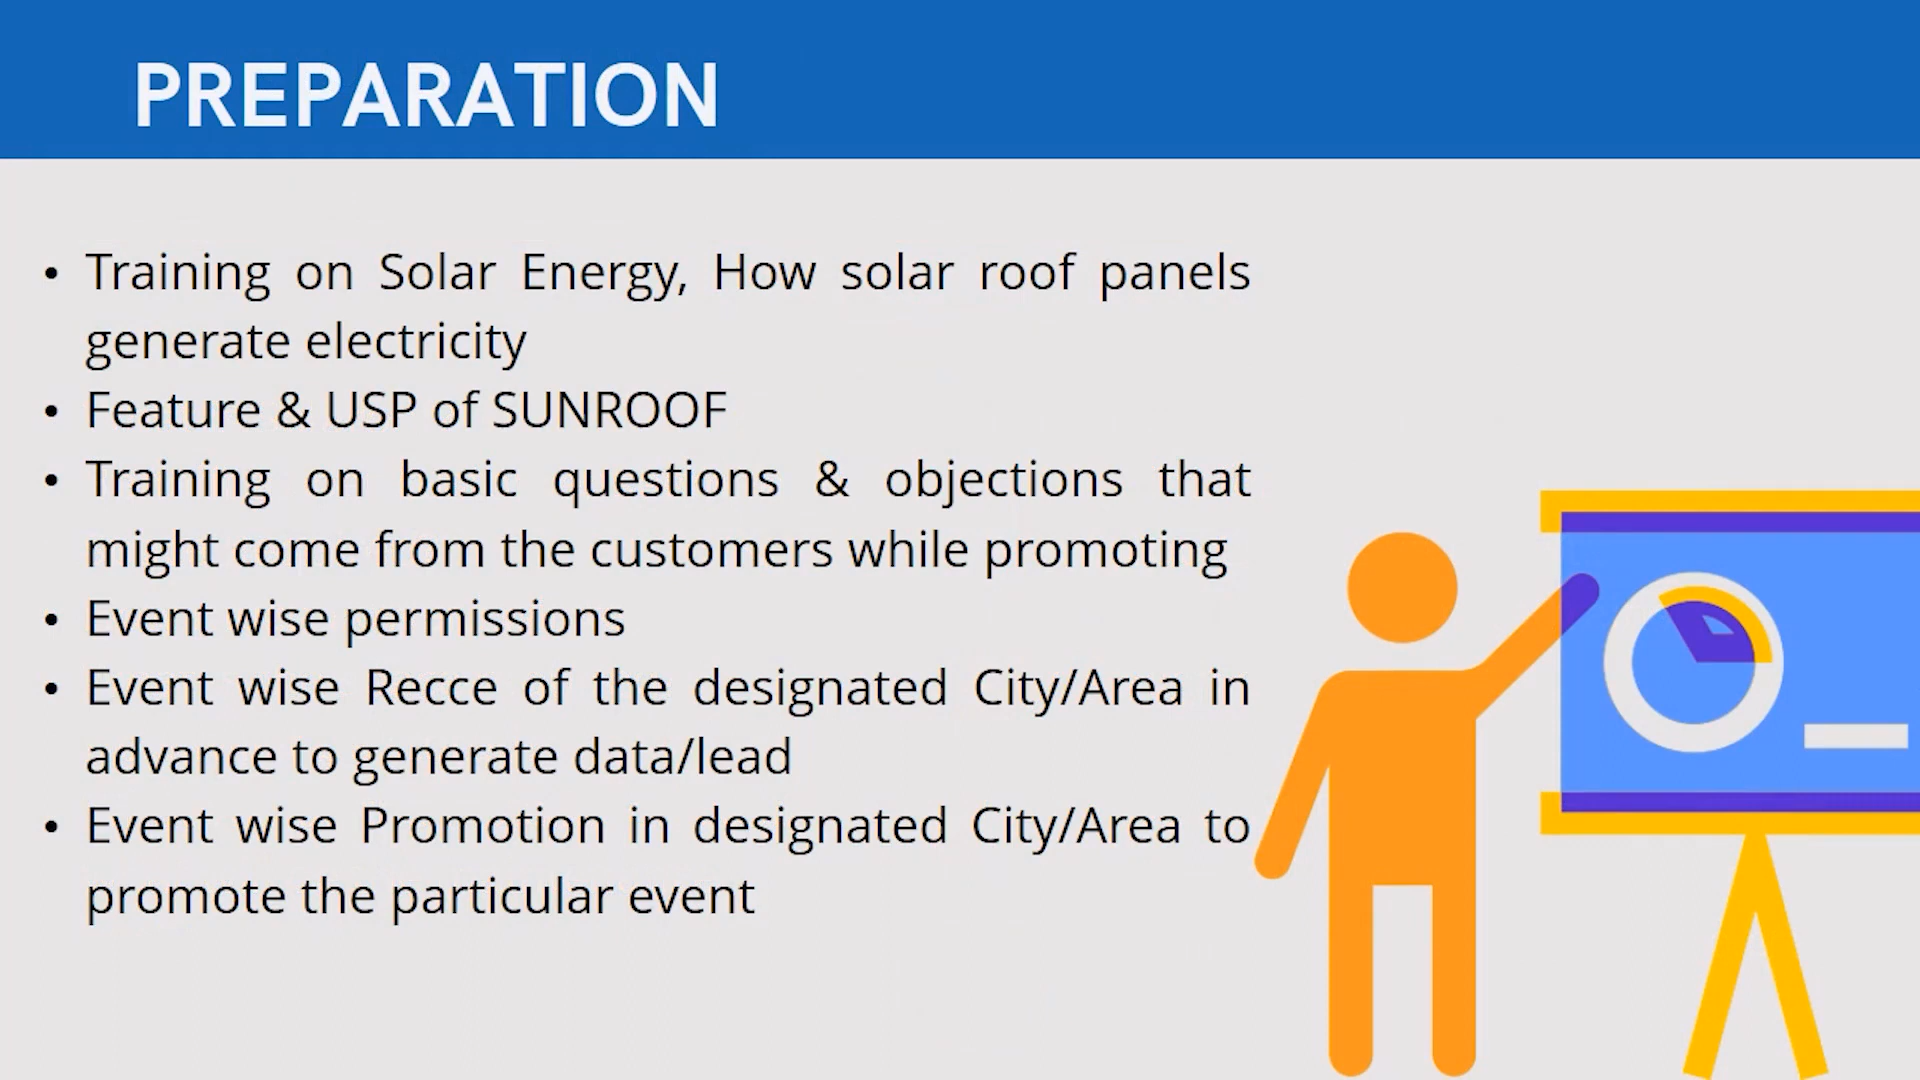 PREPARATION
• Training on Solar Energy, How solar roof panels
generate electricity
• Feature & USP of SUNROOF
• Training on basic questions & objections that
might come from the customers while promoting
• Event wise permissions
• Event wise Recce of the designated City/Area in
advance to generate data/lead
• Event wise Promotion in designated City/Area to
promote the particular event